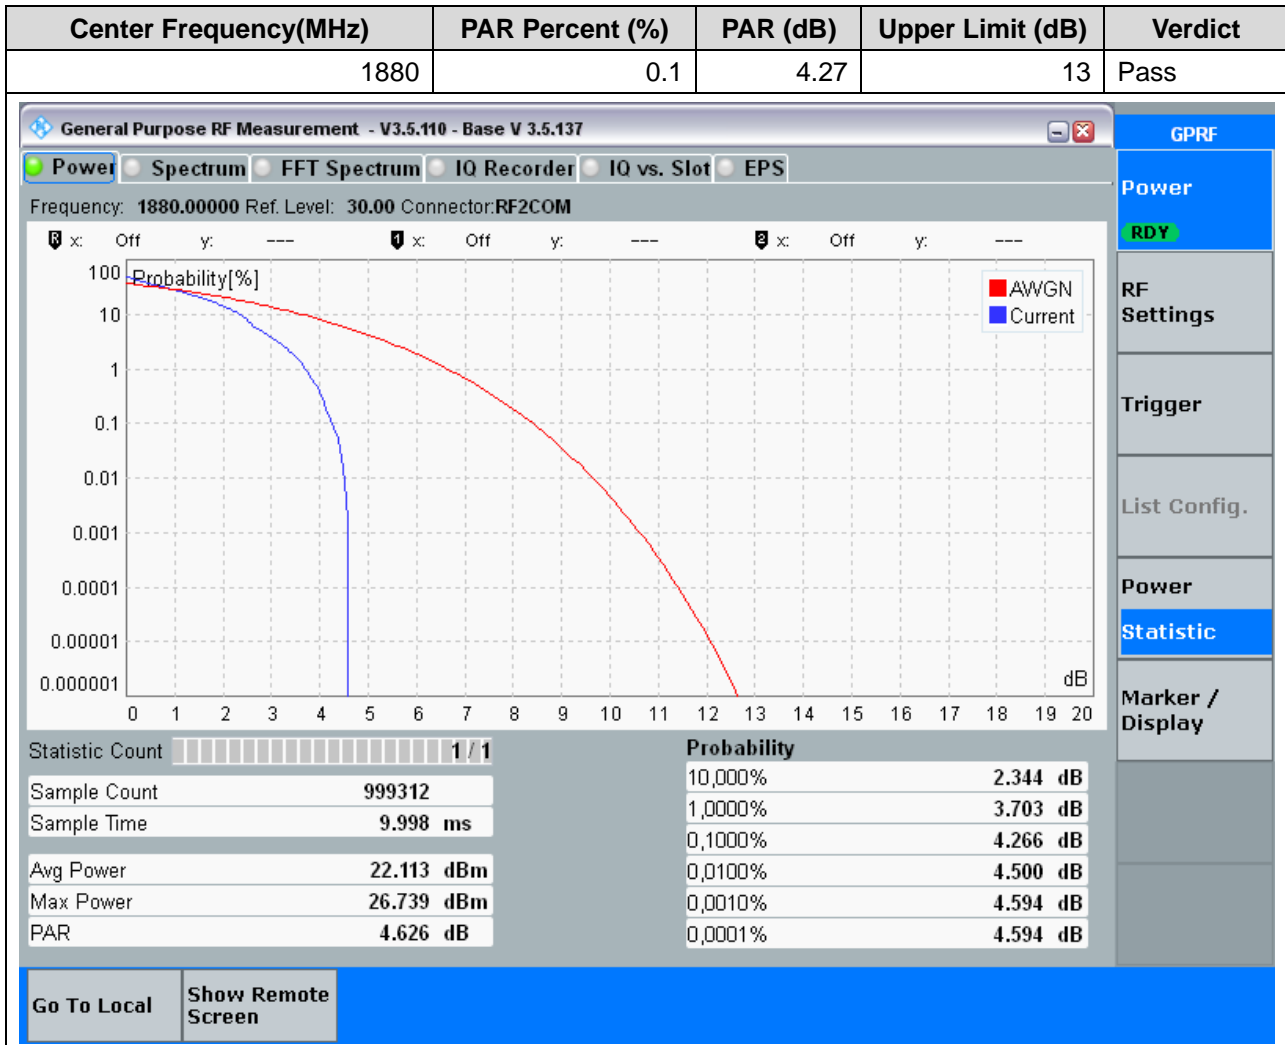 Center Frequency(MHz) PAR Percent (%) PAR (dB) Upper Limit (dB) Verdict
1880 0.1 4.27 13 Pass
General Purpose RF Measurement - V3.5.110 - Base V 3.5.137
GPRF
Power Spectrum FFT Spectrum IQ Recorder IQ vs. Slot EPS
Power
RDY
Frequency: 1880.00000 Ref. Level: 30.00 Connector:RF2COM
R x: Off y: --- 1 x: Off y: --- 2 x: Off y: ---
Probability[%]
AWGN
Current
100
10
1
0.1
0.01
0.001
0.0001
0.00001
0.000001
dB
0 1 2 3 4 5 6 7 8 9 10 11 12 13 14 15 16 17 18 19 20
RF
Settings
Trigger
List Config.
Power
Statistic
Marker /
Display
Statistic Count 1 / 1
Sample Count 999312
Sample Time 9.998 ms
Avg Power 22.113 dBm
Max Power 26.739 dBm
PAR 4.626 dB
Probability
10,000% 2.344 dB
1,0000% 3.703 dB
0,1000% 4.266 dB
0,0100% 4.500 dB
0,0010% 4.594 dB
0,0001% 4.594 dB
Go To Local
Show Remote
Screen